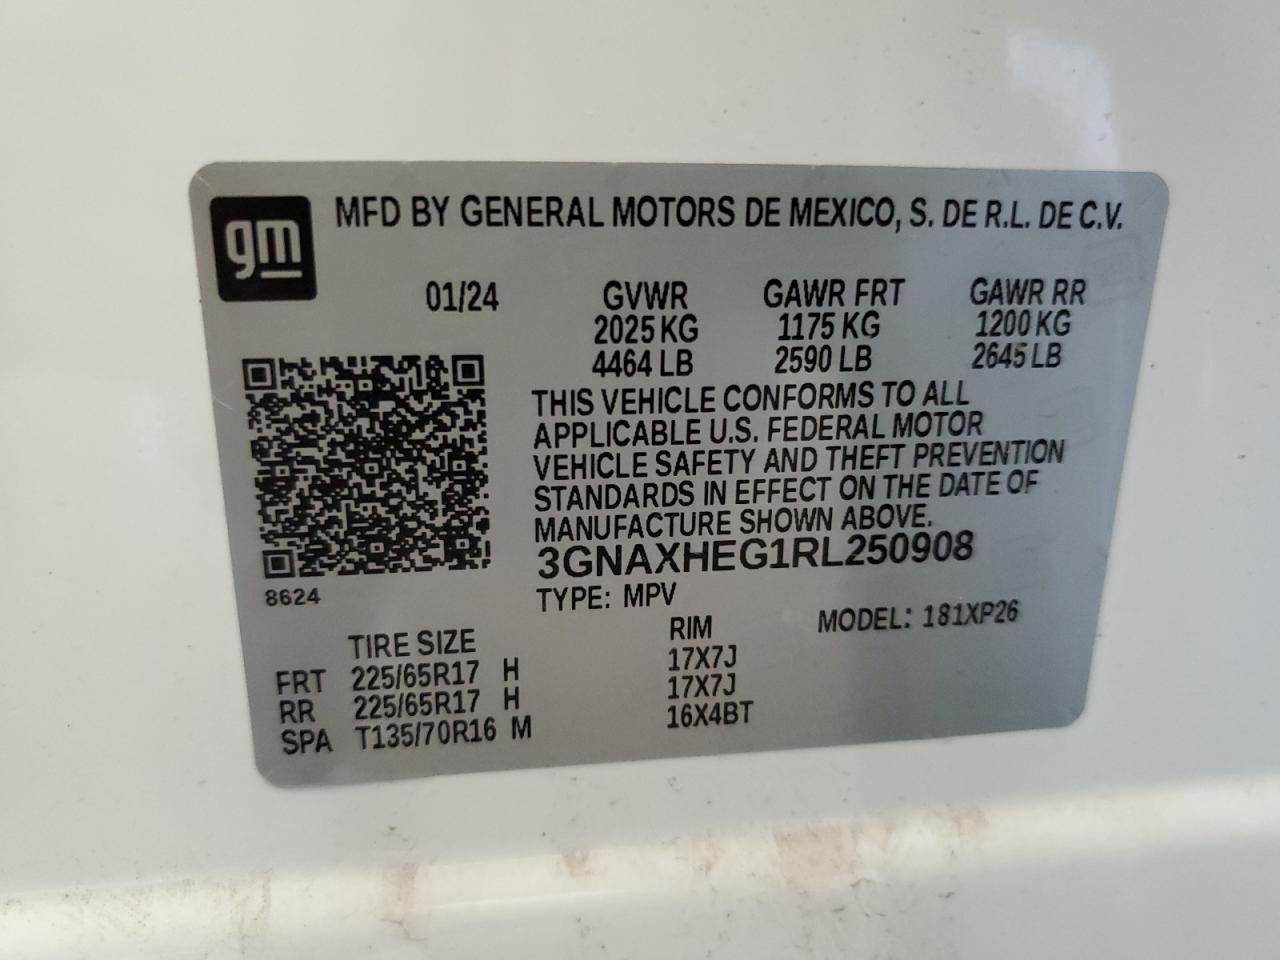 gm
MFD BY GENERAL MOTORS DE MEXICO, S. DE R.L. DE C.V.
01/24 GVWR GAWR FRT GAWR RR
2025 KG 1175 KG 1200 KG
4464 LB 2590 LB 2645 LB
THIS VEHICLE CONFORMS TO ALL
APPLICABLE U.S. FEDERAL MOTOR
VEHICLE SAFETY AND THEFT PREVENTION
STANDARDS IN EFFECT ON THE DATE OF
MANUFACTURE SHOWN ABOVE.
3GNAXHEG1RL250908
8624
TYPE: MPV MODEL: 181XP26
TIRE SIZE RIM
FRT 225/65R17 H 17X7J
RR 225/65R17 H 17X7J
SPA T135/70R16 M 16X4BT